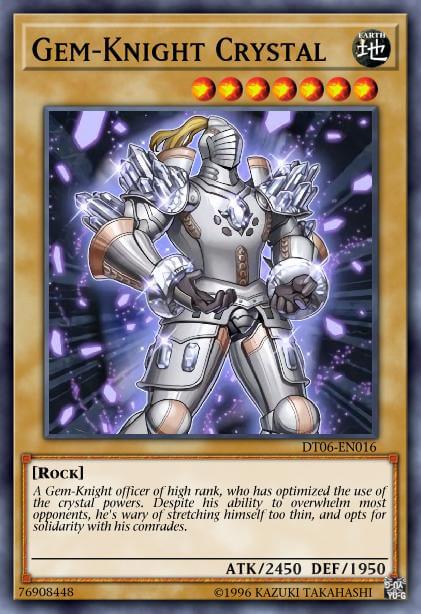 Gem-Knight Crystal
EARTH
地
DT06-EN016
[Rock]
A Gem-Knight officer of high rank, who has optimized the use of
the crystal powers. Despite his ability to overwhelm most
opponents, he's wary of stretching himself too thin, and opts for
solidarity with his comrades.
ATK/2450 DEF/1950
76908448
©1996 KAZUKI TAKAHASHI